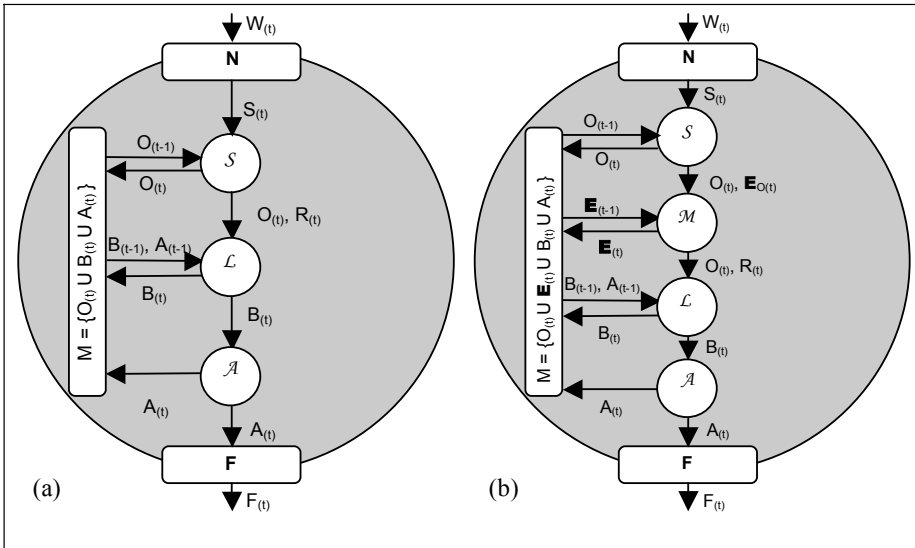 W(t)
N
S(t)
O(t-1)
𝒮
O(t)
O(t), R(t)
M = {O(t) U B(t) U A(t)}
B(t-1), A(t-1)
ℒ
B(t)
B(t)
𝒜
A(t)
A(t)
F
(a)
F(t)
W(t)
N
S(t)
O(t-1)
𝒮
O(t)
O(t), E O(t)
E(t-1)
ℳ
E(t)
M = {O(t) U E(t) U B(t) U A(t)}
O(t), R(t)
B(t-1), A(t-1)
ℒ
B(t)
B(t)
𝒜
A(t)
A(t)
F
(b)
F(t)